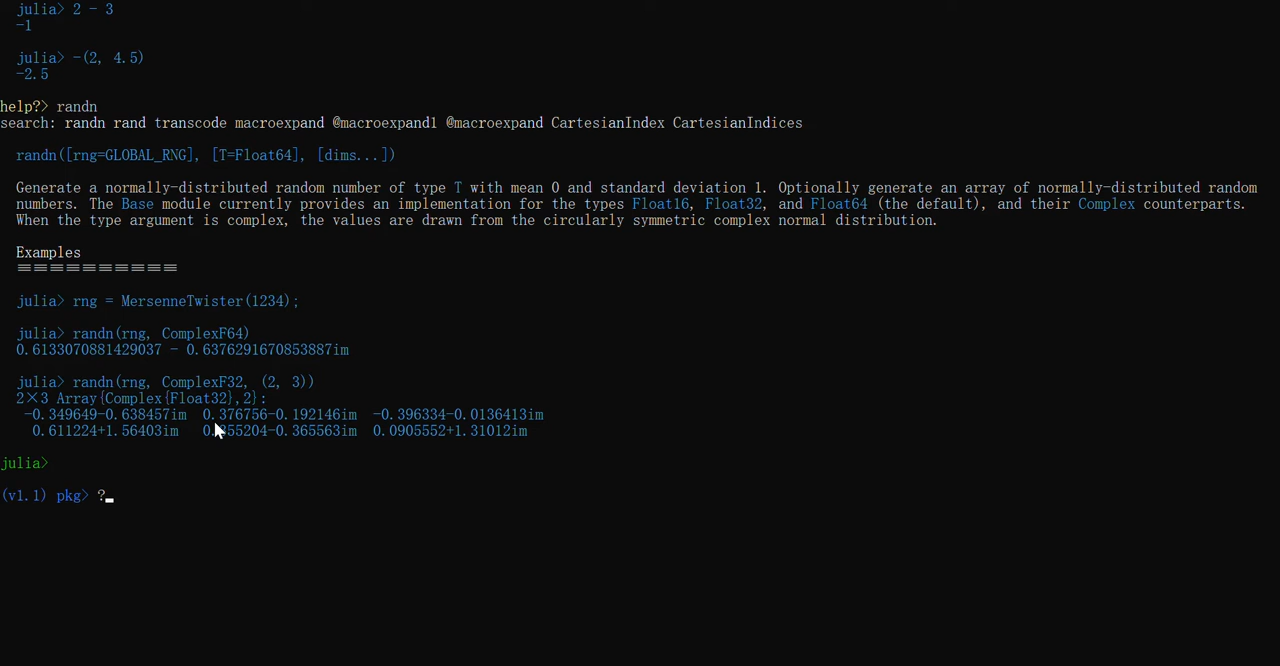 julia> 2 - 3
-1
julia> -(2, 4.5)
-2.5
help?> randn
search: randn rand transcode macroexpand @macroexpand1 @macroexpand CartesianIndex CartesianIndices
randn([rng=GLOBAL_RNG], [T=Float64], [dims...])
Generate a normally-distributed random number of type T with mean 0 and standard deviation 1. Optionally generate an array of normally-distributed random
numbers. The Base module currently provides an implementation for the types Float16, Float32, and Float64 (the default), and their Complex counterparts.
When the type argument is complex, the values are drawn from the circularly symmetric complex normal distribution.
Examples
≡≡≡≡≡≡≡≡≡≡
julia> rng = MersenneTwister(1234);
julia> randn(rng, ComplexF64)
0.6133070881429037 - 0.6376291670853887im
julia> randn(rng, ComplexF32, (2, 3))
2×3 Array{Complex{Float32},2}:
-0.349649-0.638457im 0.376756-0.192146im -0.396334-0.0136413im
0.611224+1.56403im 0.355204-0.365563im 0.0905552+1.31012im
julia>
(v1.1) pkg> ?